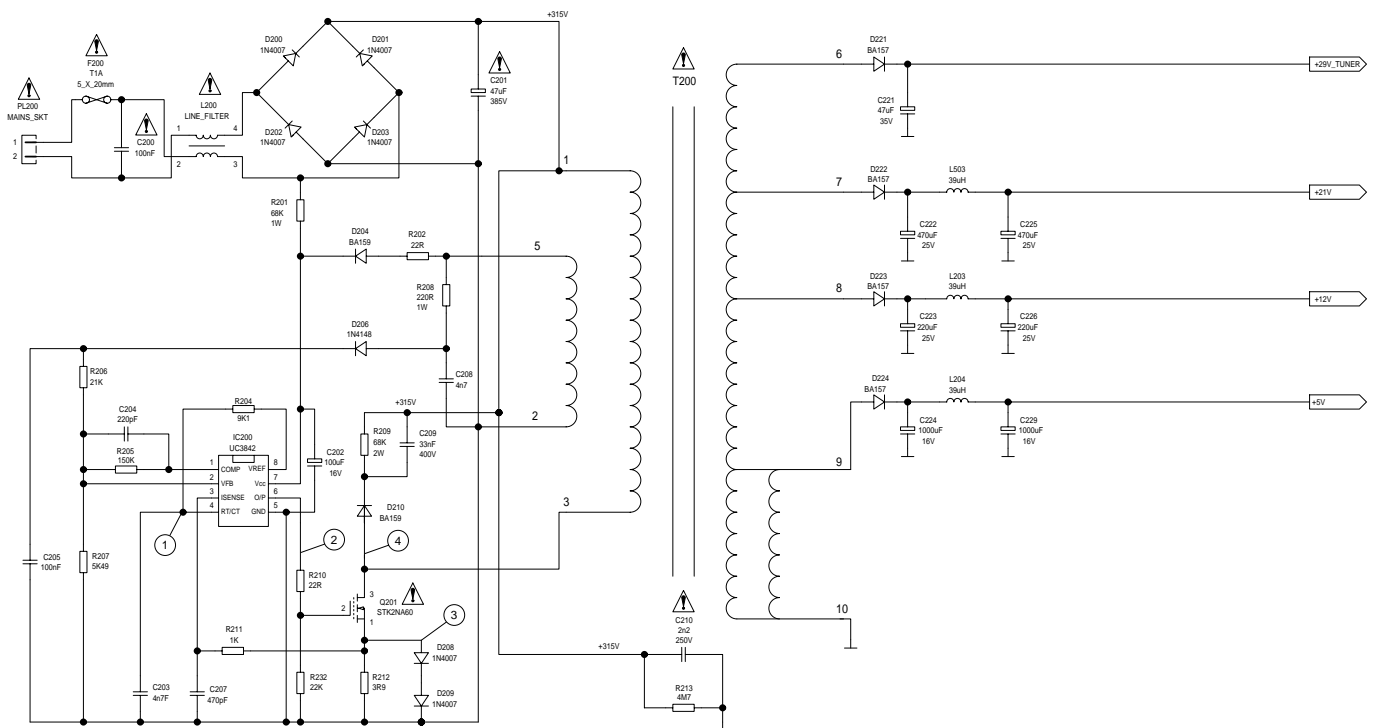 +315V
D200
1N4007
D201
1N4007
D202
1N4007
D203
1N4007
F200
T1A
5_X_20mm
PL200
MAINS_SKT
1
2
C200
100nF
L200
LINE_FILTER
1
4
2
3
C201
47uF
385V
T200
R201
68K
1W
D204
BA159
R202
22R
R208
220R
1W
D206
1N4148
C208
4n7
1
5
2
3
+315V
R209
68K
2W
C209
33nF
400V
D210
BA159
R206
21K
C204
220pF
R204
9K1
R205
150K
IC200
UC3842
1 COMP VREF 8
2 VFB Vcc 7
3 ISENSE O/P 6
4 RT/CT GND 5
C202
100uF
16V
1
2
4
C205
100nF
R207
5K49
R210
22R
3
2
1
Q201
STK2NA60
3
R211
1K
D208
1N4007
D209
1N4007
C203
4n7F
C207
470pF
R232
22K
R212
3R9
+315V
C210
2n2
250V
R213
4M7
6
D221
BA157
+29V_TUNER
C221
47uF
35V
7
D222
BA157
L503
39uH
+21V
C222
470uF
25V
C225
470uF
25V
8
D223
BA157
L203
39uH
+12V
C223
220uF
25V
C226
220uF
25V
D224
BA157
L204
39uH
+5V
C224
1000uF
16V
C229
1000uF
16V
9
10